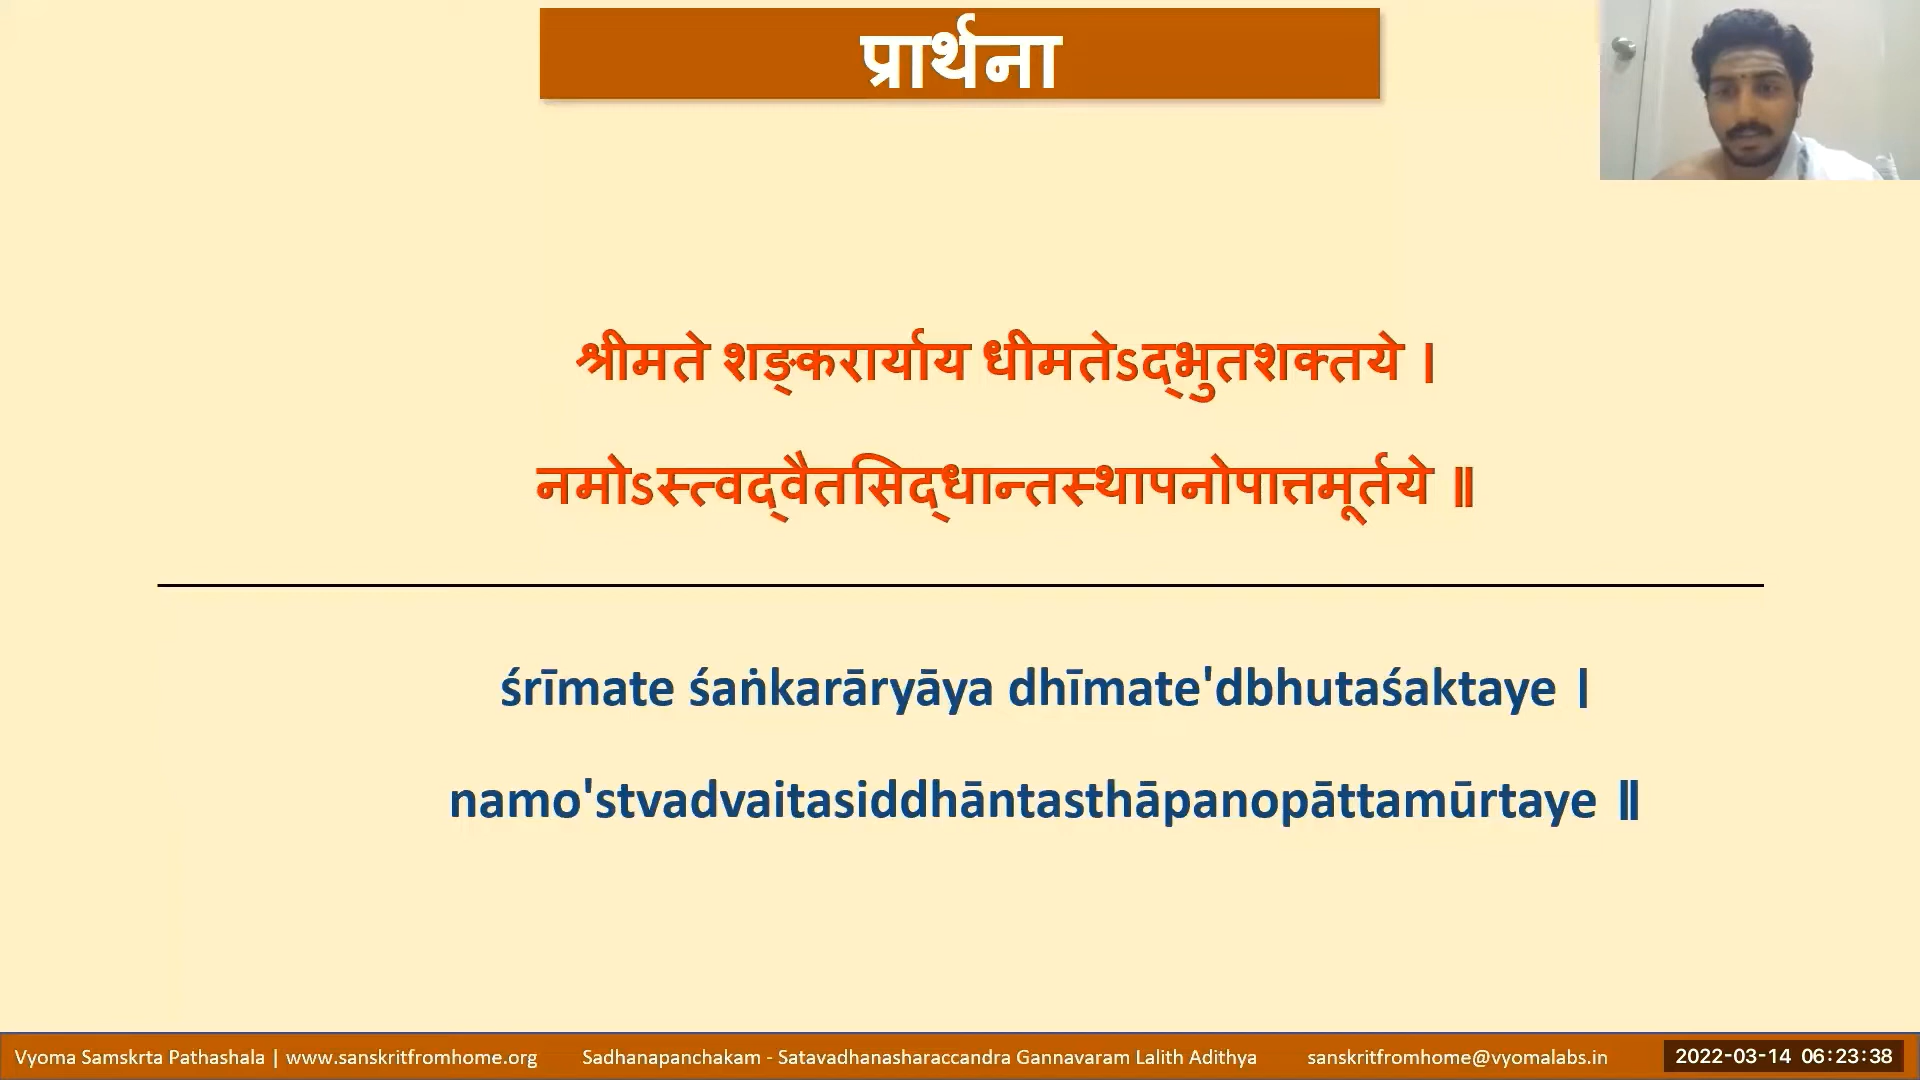 प्रार्थना
श्रीमते शङ्करार्याय धीमतेऽद्भुतशक्तये ।
नमोऽस्त्वद्वैतसिद्धान्तस्थापनोपात्तमूर्तये ॥
śrīmate śaṅkarāryāya dhīmate'dbhutaśaktaye ।
namo'stvadvaitasiddhāntasthāpanopāttamūrtaye ॥
Vyoma Samskrta Pathashala | www.sanskritfromhome.org Sadhanapanchakam - Satavadhanasharaccandra Gannavaram Lalith Adithya sanskritfromhome@vyomalabs.in 2022-03-14 06:23:38